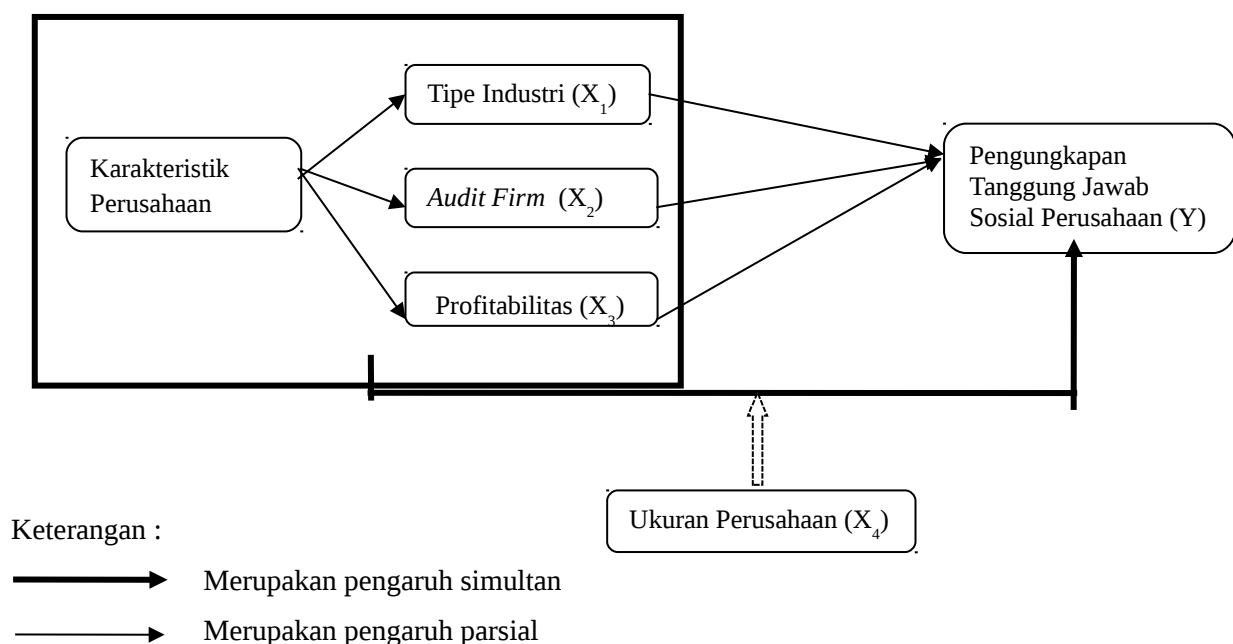 Tipe Industri (X₁)
Karakteristik
Perusahaan
Audit Firm (X₂)
Profitabilitas (X₃)
Pengungkapan
Tanggung Jawab
Sosial Perusahaan (Y)
Ukuran Perusahaan (X₄)
Keterangan :
Merupakan pengaruh simultan
Merupakan pengaruh parsial